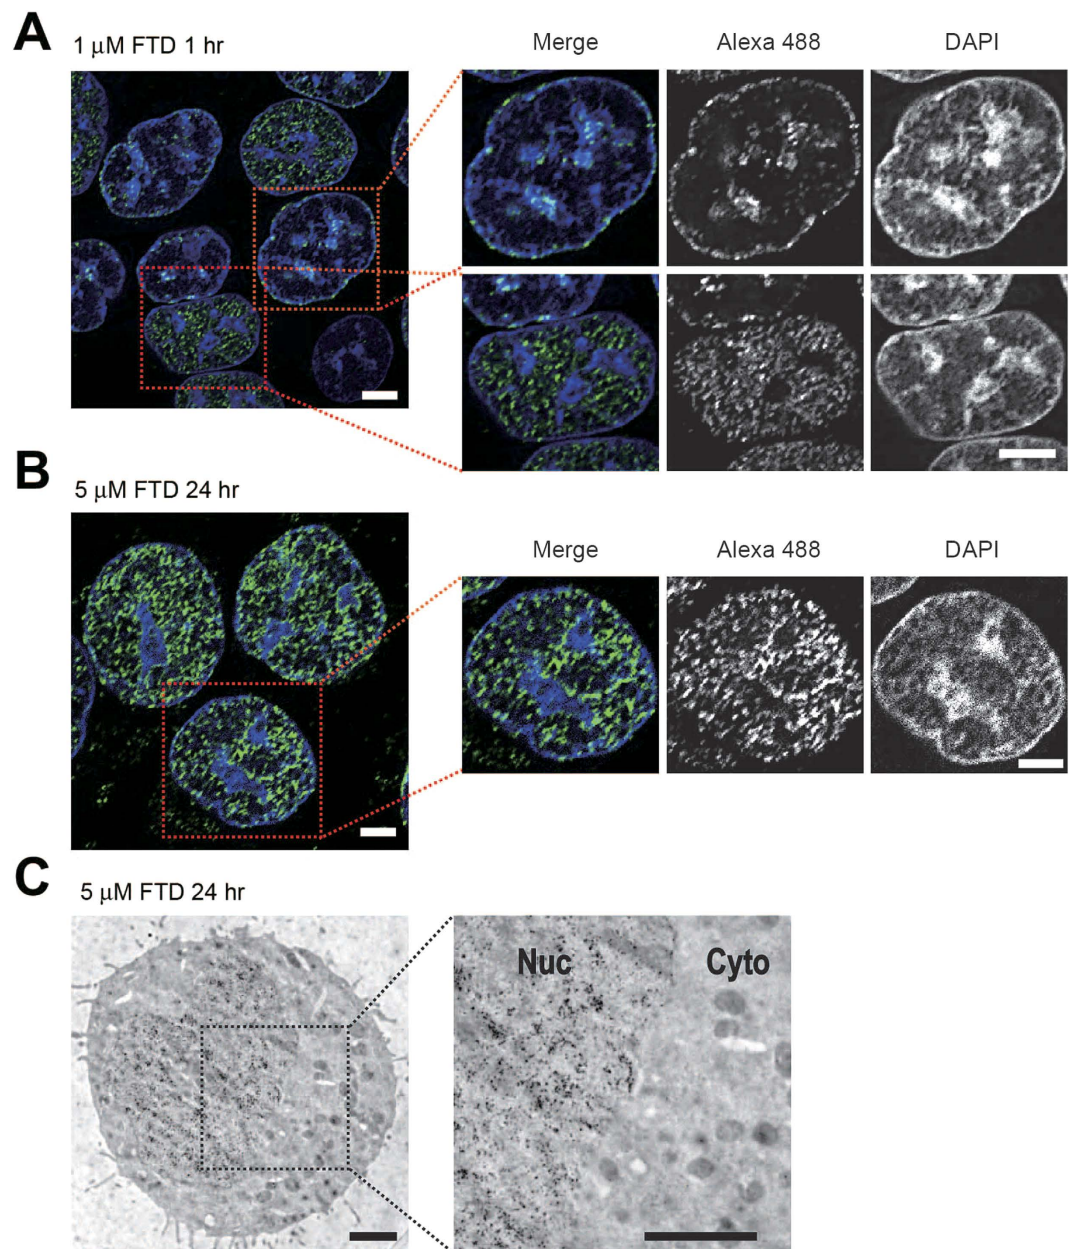 A
1 μM FTD 1 hr
Merge
Alexa 488
DAPI
B
5 μM FTD 24 hr
Merge
Alexa 488
DAPI
C
5 μM FTD 24 hr
Nuc
Cyto